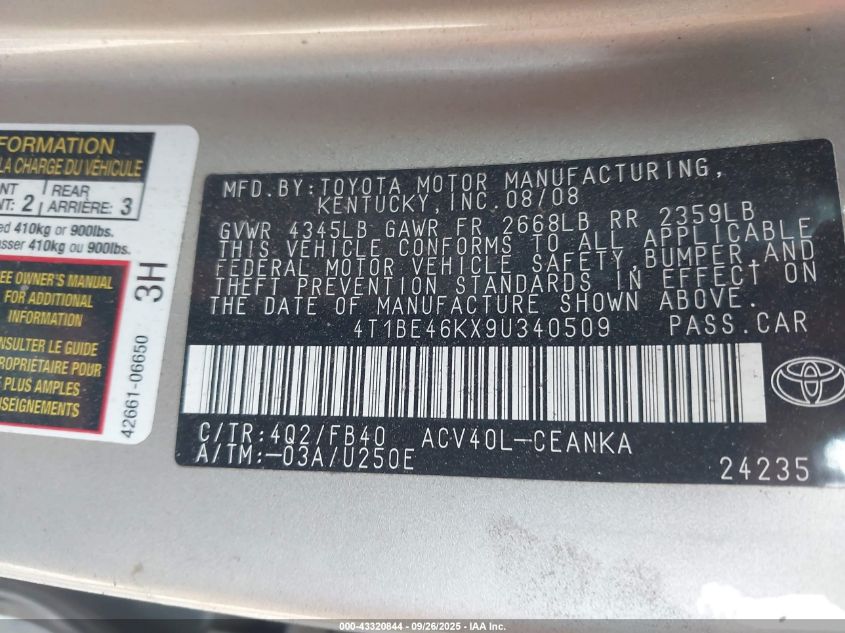 FORMATION
LA CHARGE DU VÉHICULE
NT 2 REAR 3
NT: ARRIÈRE:
ed 410kg or 900lbs.
asser 410kg ou 900lbs.
EE OWNER'S MANUAL
FOR ADDITIONAL
INFORMATION
NSULTER LE GUIDE
PROPRIÉTAIRE POUR
E PLUS AMPLES
NSEIGNEMENTS
3H
42661-06650
MFD.BY:TOYOTA MOTOR MANUFACTURING,
KENTUCKY,INC.08/08
GVWR 4345LB GAWR FR 2668LB RR 2359LB
THIS VEHICLE CONFORMS TO ALL APPLICABLE
FEDERAL MOTOR VEHICLE SAFETY,BUMPER,AND
THEFT PREVENTION STANDARDS IN EFFECT ON
THE DATE OF MANUFACTURE SHOWN ABOVE.
4T1BE46KX9U340509 PASS.CAR
C/TR:4Q2/FB40 ACV40L-CEANKA
A/TM:-03A/U250E
24235
000-43320844 - 09/26/2025 - IAA Inc.